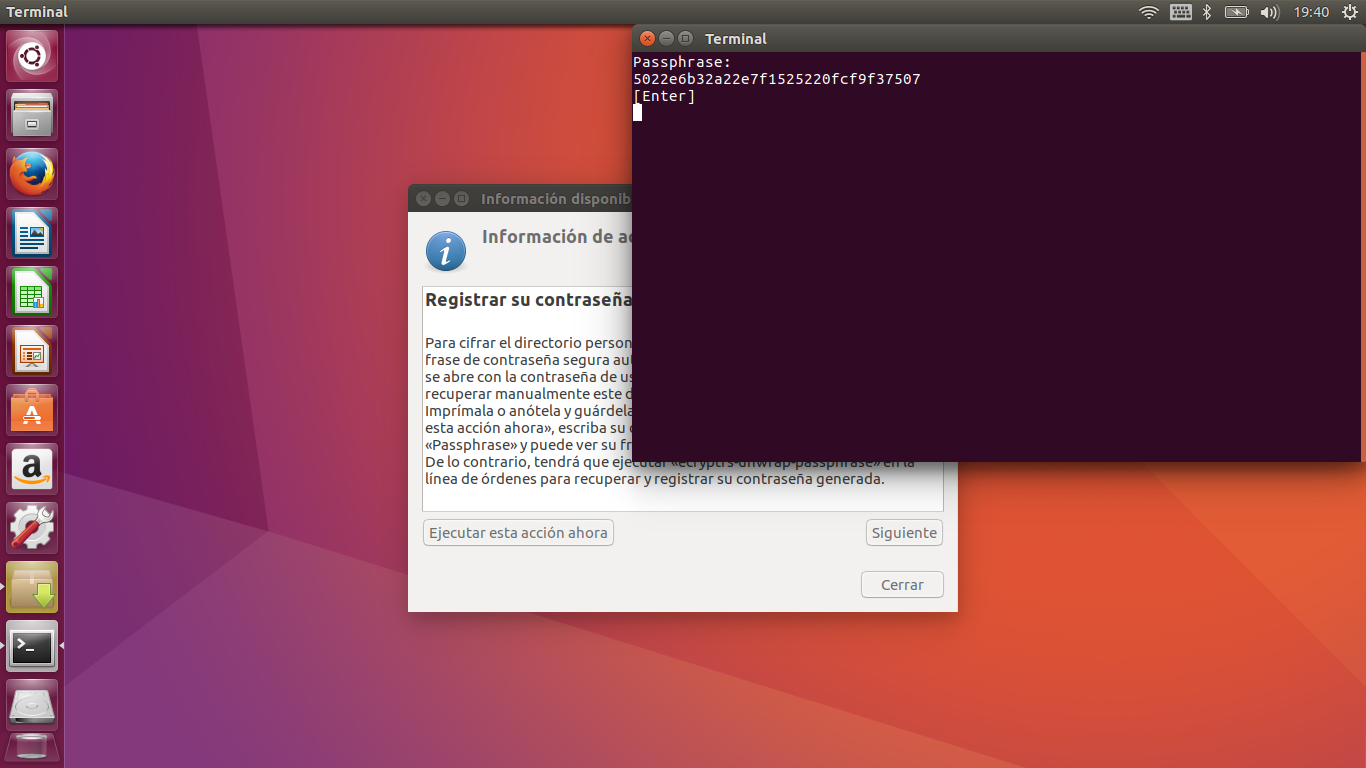 Terminal
19:40
Terminal
Passphrase:
5022e6b32a22e7f1525220fcf9f37507
[Enter]
Información disponib
Información de ac
Registrar su contraseña
Para cifrar el directorio person
frase de contraseña segura aut
se abre con la contraseña de us
recuperar manualmente este d
Imprímala o anótela y guárdela
esta acción ahora», escriba su c
«Passphrase» y puede ver su fr
De lo contrario, tendrá que ejecutar «ecryptfs-unwrap-passphrase» en la
línea de órdenes para recuperar y registrar su contraseña generada.
Ejecutar esta acción ahora
Siguiente
Cerrar